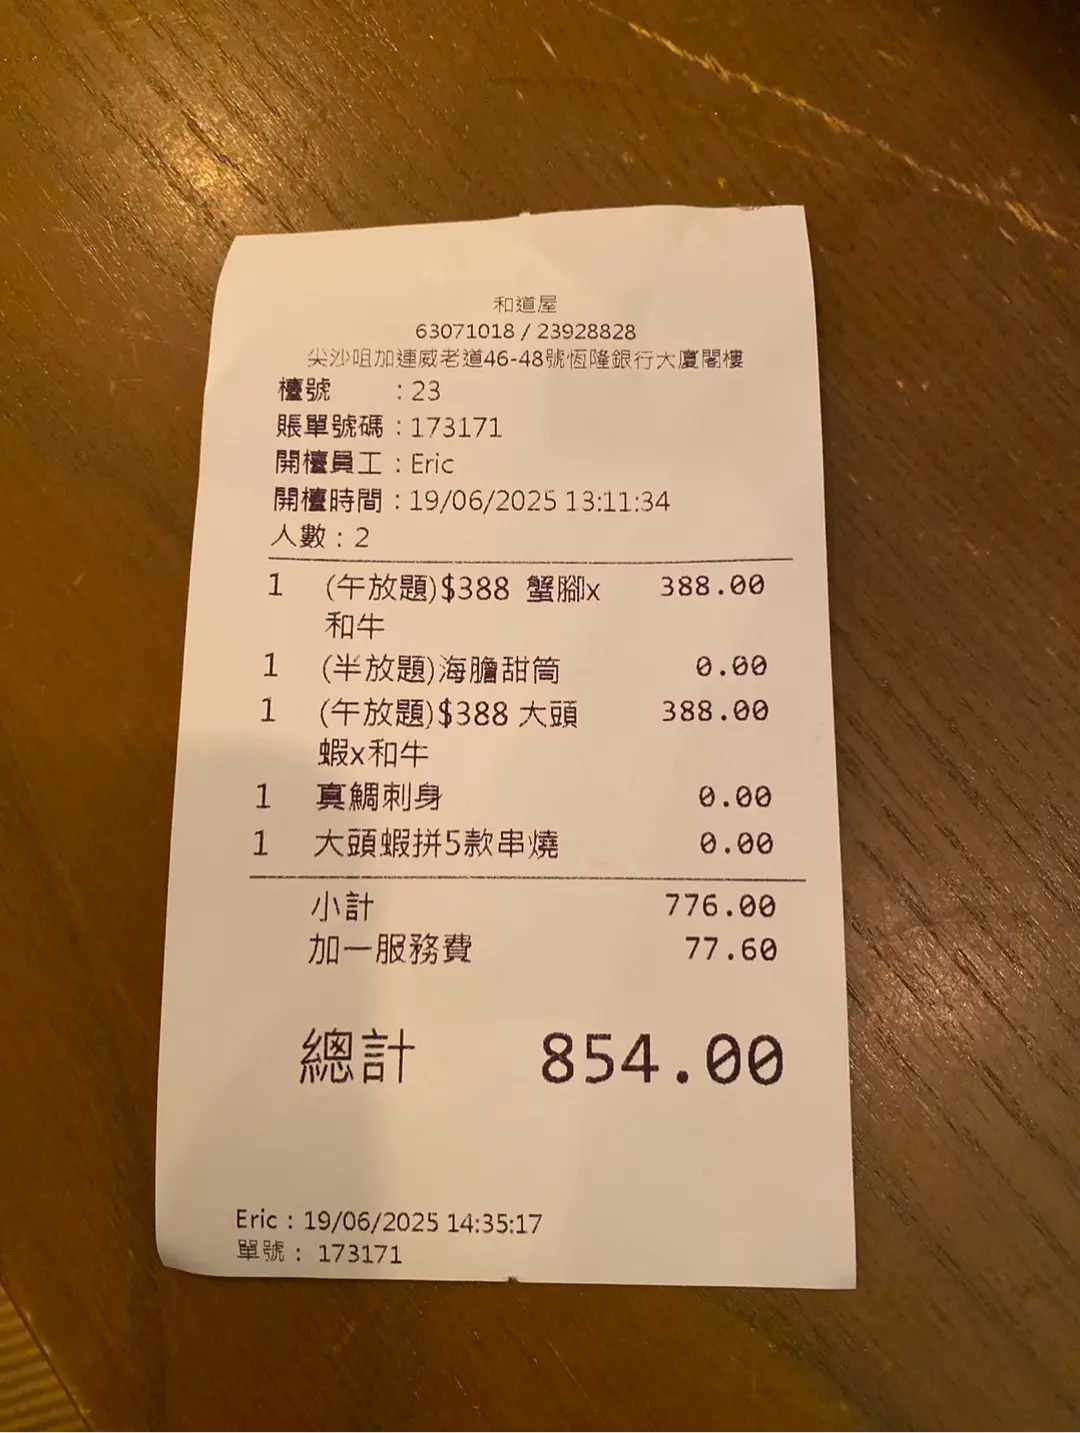 和道屋
63071018 / 23928828
尖沙咀加連威老道46-48號恆隆銀行大廈閣樓
檯號 : 23
賬單號碼 : 173171
開檯員工 : Eric
開檯時間 : 19/06/2025 13:11:34
人數 : 2
1 (午放題)$388 蟹腳x 388.00
和牛
1 (半放題)海膽甜筒 0.00
1 (午放題)$388 大頭 388.00
蝦x和牛
1 真鯛刺身 0.00
1 大頭蝦拼5款串燒 0.00
小計 776.00
加一服務費 77.60
總計 854.00
Eric : 19/06/2025 14:35:17
單號 : 173171